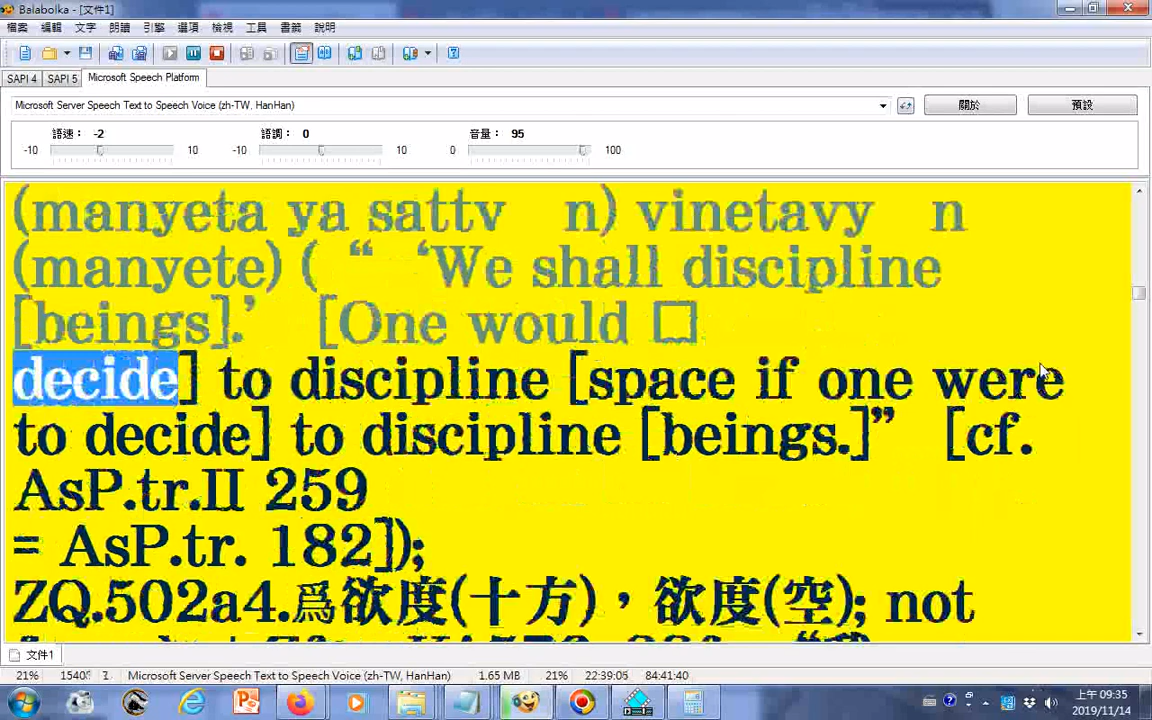 Balabolka - [文件1]
檔案 編輯 文字 朗讀 引擎 選項 檢視 工具 書籤 說明
SAPI 4 SAPI 5 Microsoft Speech Platform
Microsoft Server Speech Text to Speech Voice (zh-TW, HanHan) 關於 預設
語速： -2 語調： 0 音量： 95
-10 10 -10 10 0 100
(manyeta ya sattv n) vinetavy n
(manyete) ( “ ‘We shall discipline
[beings].’ [One would □
decide] to discipline [space if one were
to decide] to discipline [beings.]” [cf.
AsP.tr.II 259
= AsP.tr. 182]);
ZQ.502a4.爲欲度(十方)，欲度(空); not
文件1
21% Microsoft Server Speech Text to Speech Voice (zh-TW, HanHan) 1.65 MB 21% 22:39:05 84:41:40
上午 09:35
2019/11/14